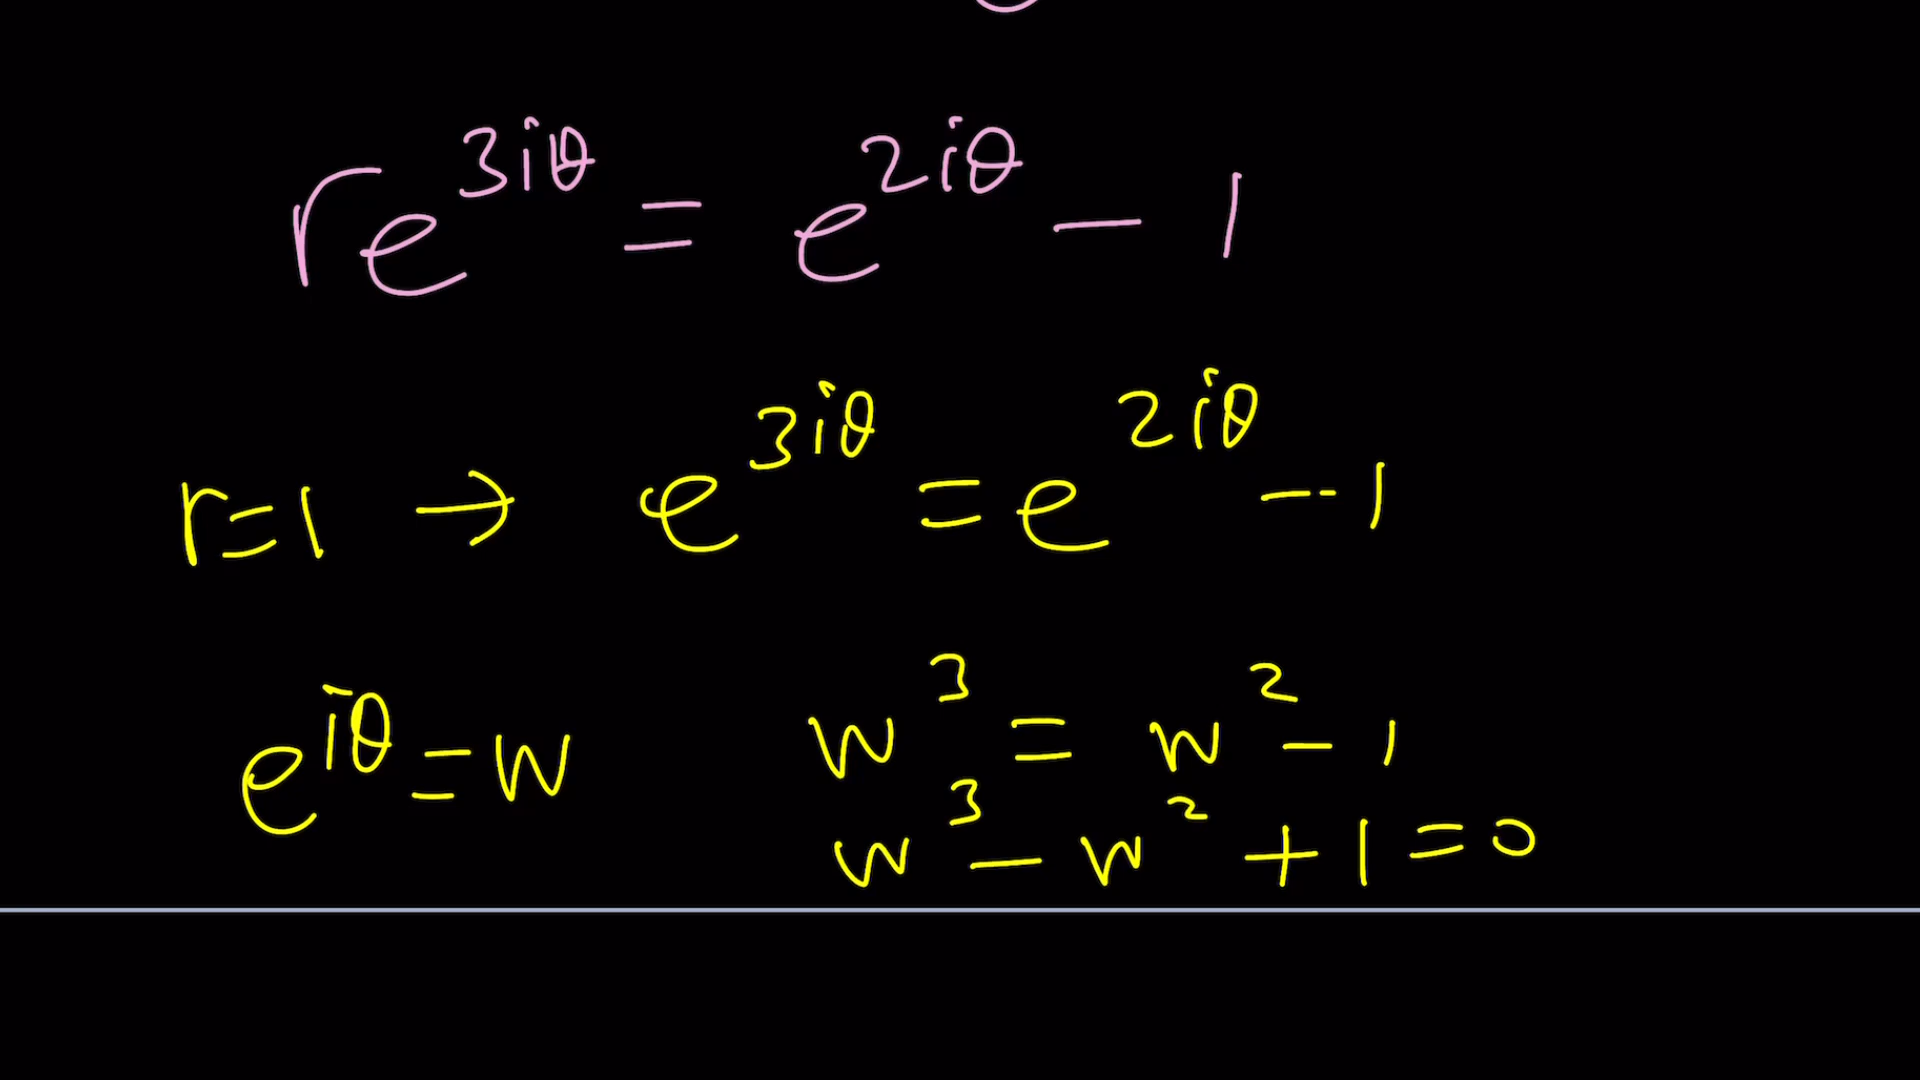 re^{3iθ} = e^{2iθ} - 1
r=1 → e^{3iθ} = e^{2iθ} - 1
e^{iθ} = w    w^3 = w^2 - 1
w^3 - w^2 + 1 = 0